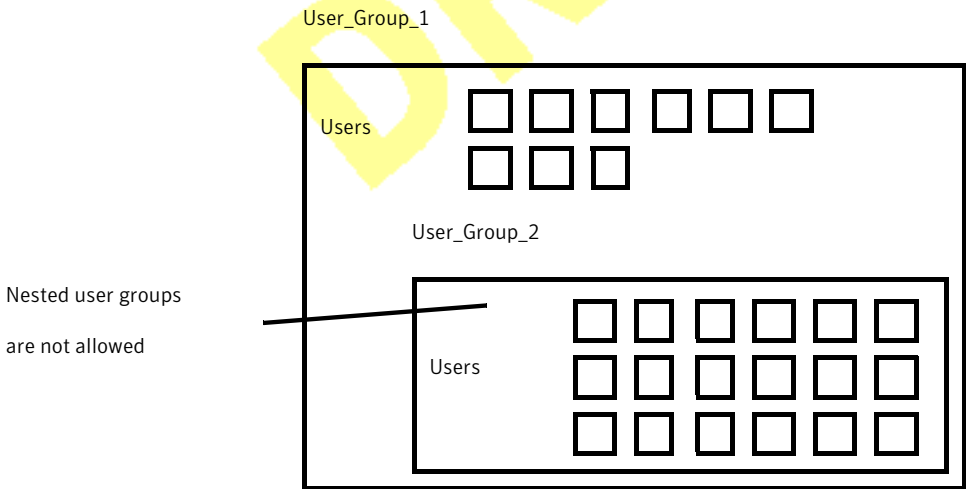 User_Group_1
Users
User_Group_2
Nested user groups
are not allowed
Users